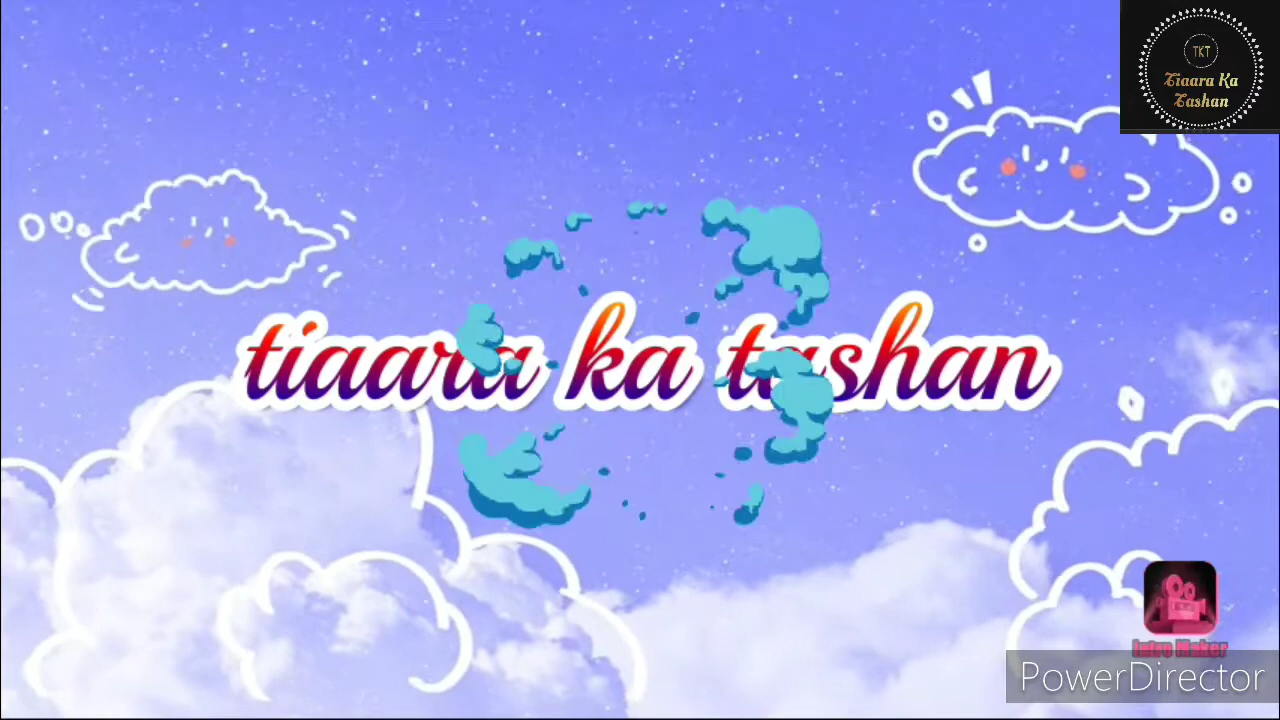 TKT
Tiaara Ka
Tashan
tiaara ka tashan
Intro Maker
PowerDirector